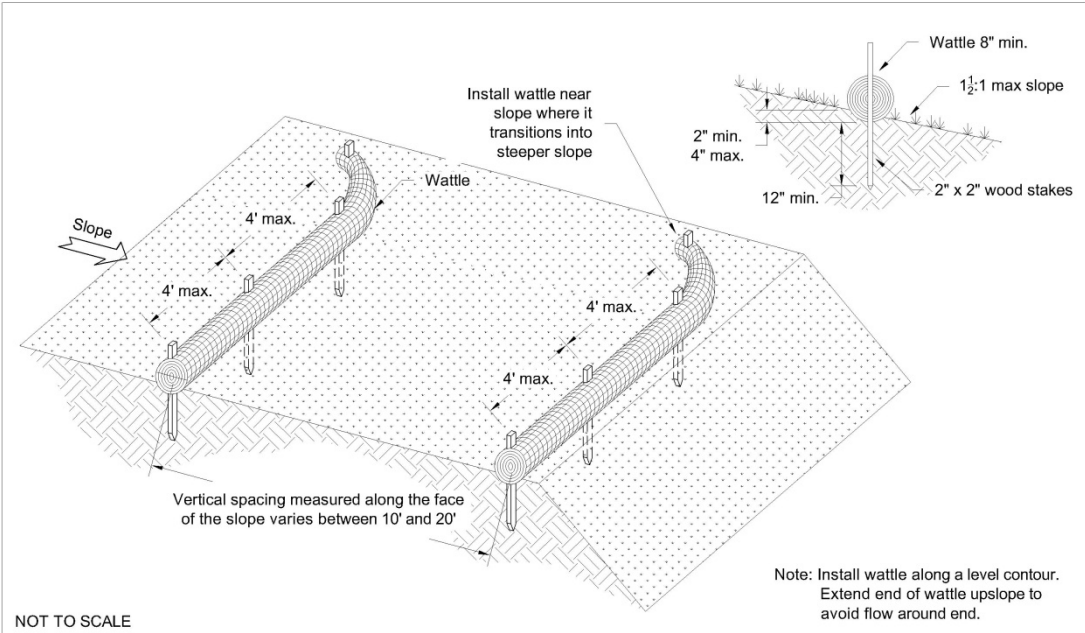 Wattle 8" min.
1 1/2:1 max slope
2" min.
4" max.
12" min.
2" x 2" wood stakes
Install wattle near
slope where it
transitions into
steeper slope
Wattle
Slope
4' max.
4' max.
4' max.
4' max.
Vertical spacing measured along the face
of the slope varies between 10' and 20'
Note: Install wattle along a level contour.
Extend end of wattle upslope to
avoid flow around end.
NOT TO SCALE